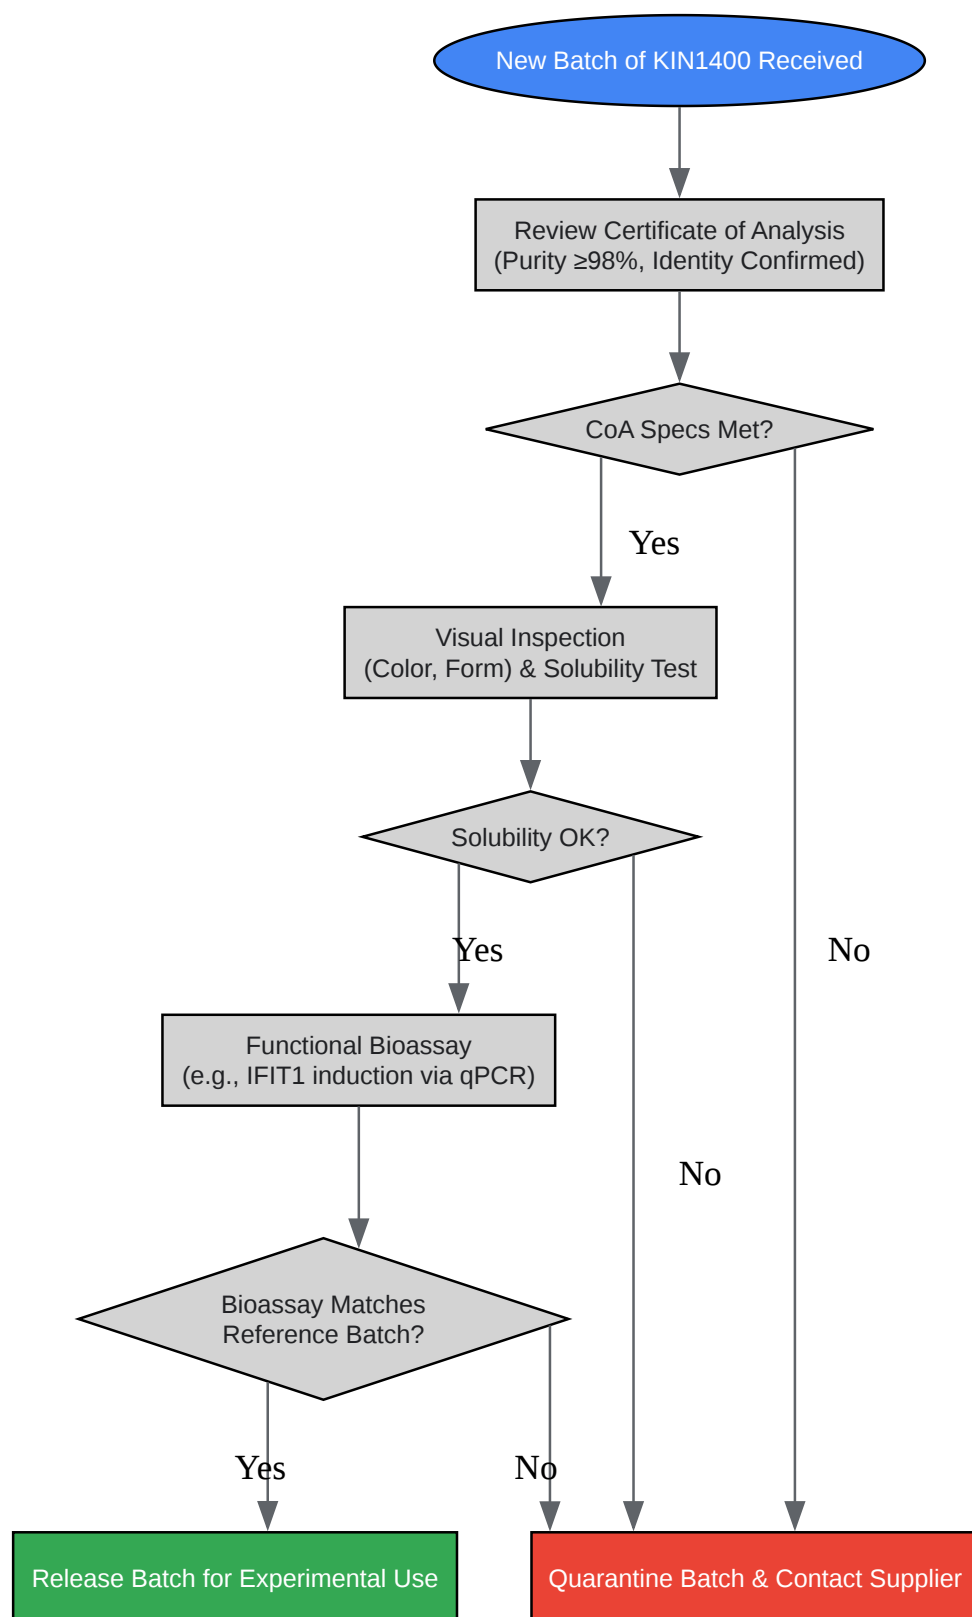 New Batch of KIN1400 Received
Review Certificate of Analysis
(Purity ≥98%, Identity Confirmed)
CoA Specs Met?
Yes
Visual Inspection
(Color, Form) & Solubility Test
Solubility OK?
Yes
No
Functional Bioassay
(e.g., IFIT1 induction via qPCR)
No
Bioassay Matches
Reference Batch?
Yes
No
Release Batch for Experimental Use
Quarantine Batch & Contact Supplier